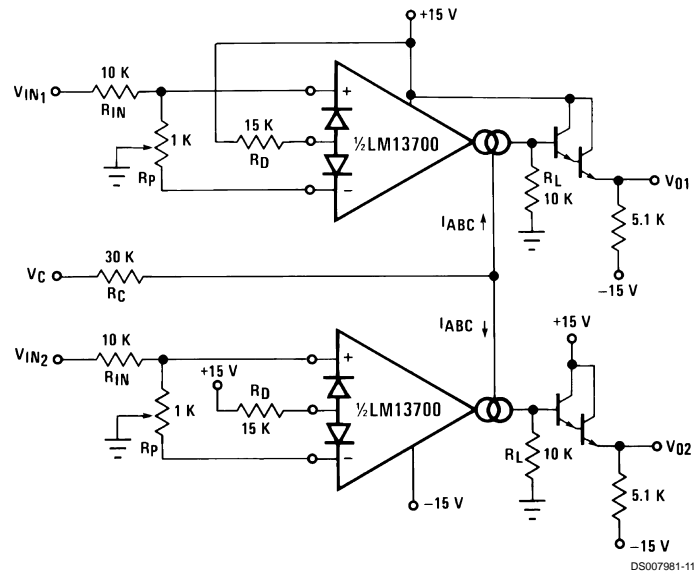 +15 V
10 K
VIN1
RIN
+
1 K
15 K
RD
½LM13700
RP
−
RL
10 K
VO1
5.1 K
IABC ↑
−15 V
30 K
VC
RC
IABC ↓
+15 V
10 K
VIN2
RIN
+
+15 V
1 K
RD
15 K
½LM13700
RP
−
RL
10 K
VO2
5.1 K
−15 V
−15 V
DS007981-11